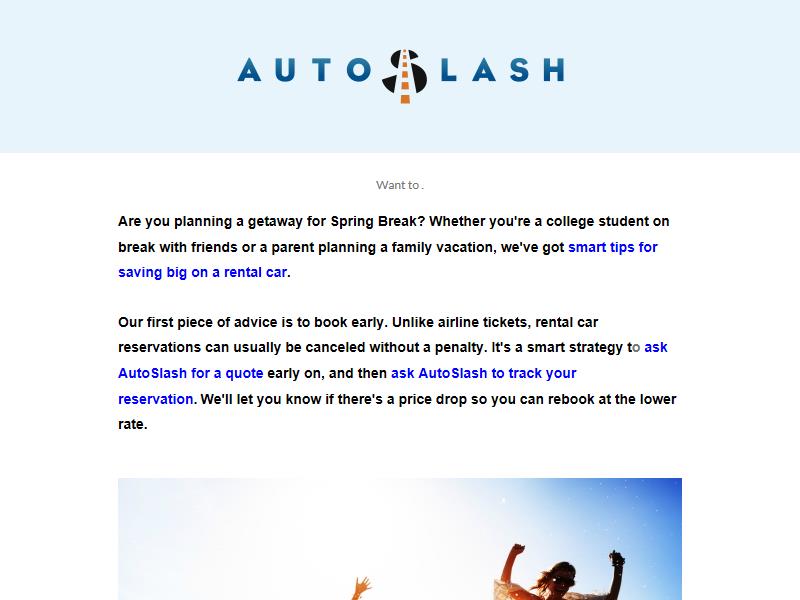 AUTOSLASH
Want to .
Are you planning a getaway for Spring Break? Whether you're a college student on
break with friends or a parent planning a family vacation, we've got smart tips for
saving big on a rental car.
Our first piece of advice is to book early. Unlike airline tickets, rental car
reservations can usually be canceled without a penalty. It's a smart strategy to ask
AutoSlash for a quote early on, and then ask AutoSlash to track your
reservation. We'll let you know if there's a price drop so you can rebook at the lower
rate.